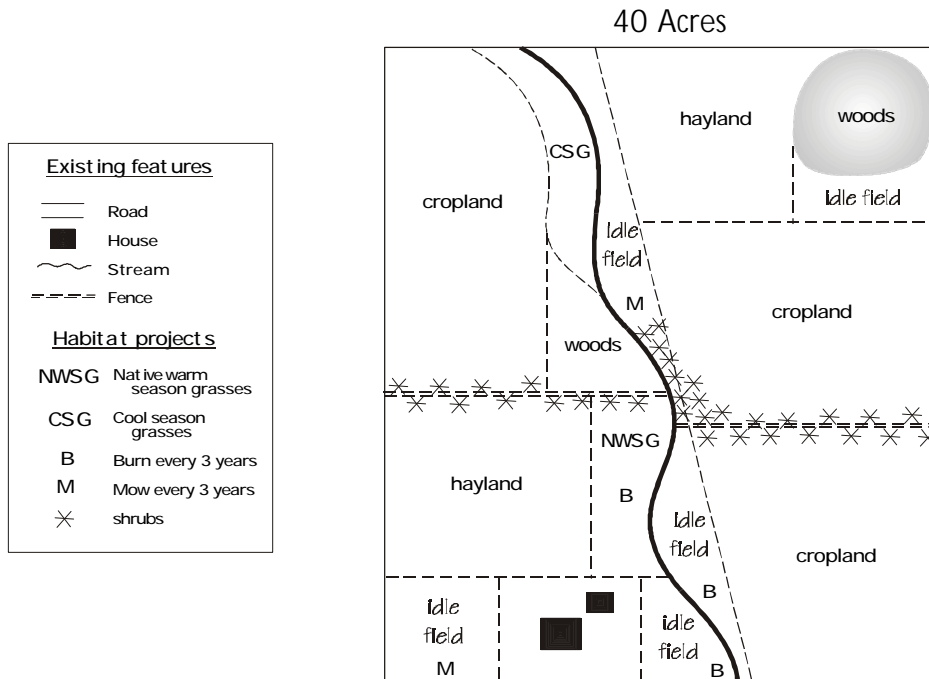 40 Acres
Existing features
Road
House
Stream
Fence
Habitat projects
NWSG Native warm
season grasses
CSG Cool season
grasses
B Burn every 3 years
M Mow every 3 years
shrubs
hayland
woods
CSG
cropland
idle field
Idle
field
M
cropland
woods
NWSG
hayland
B
Idle
field
cropland
B
idle
field
M
idle
field
B